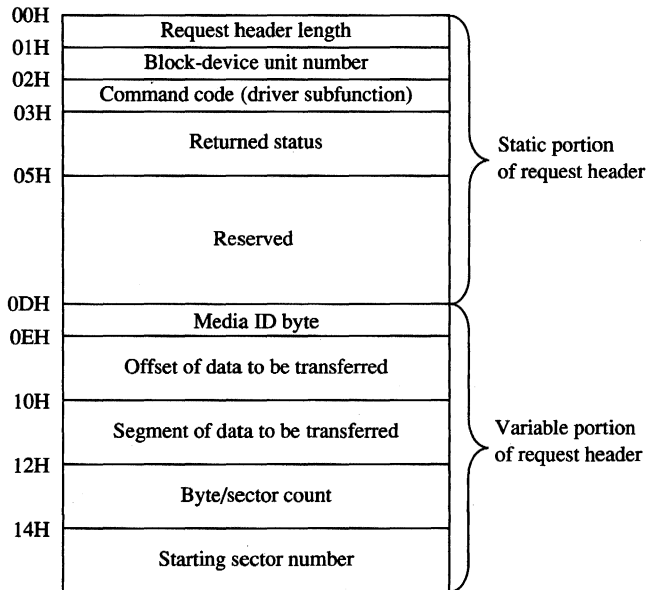 00H
Request header length
01H
Block-device unit number
02H
Command code (driver subfunction)
03H
Returned status
Static portion
of request header
05H
Reserved
0DH
Media ID byte
0EH
Offset of data to be transferred
10H
Segment of data to be transferred
Variable portion
of request header
12H
Byte/sector count
14H
Starting sector number